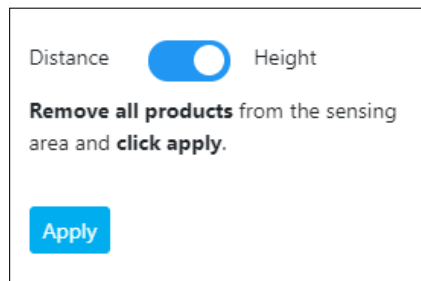 Distance Height
Remove all products from the sensing
area and click apply.
Apply